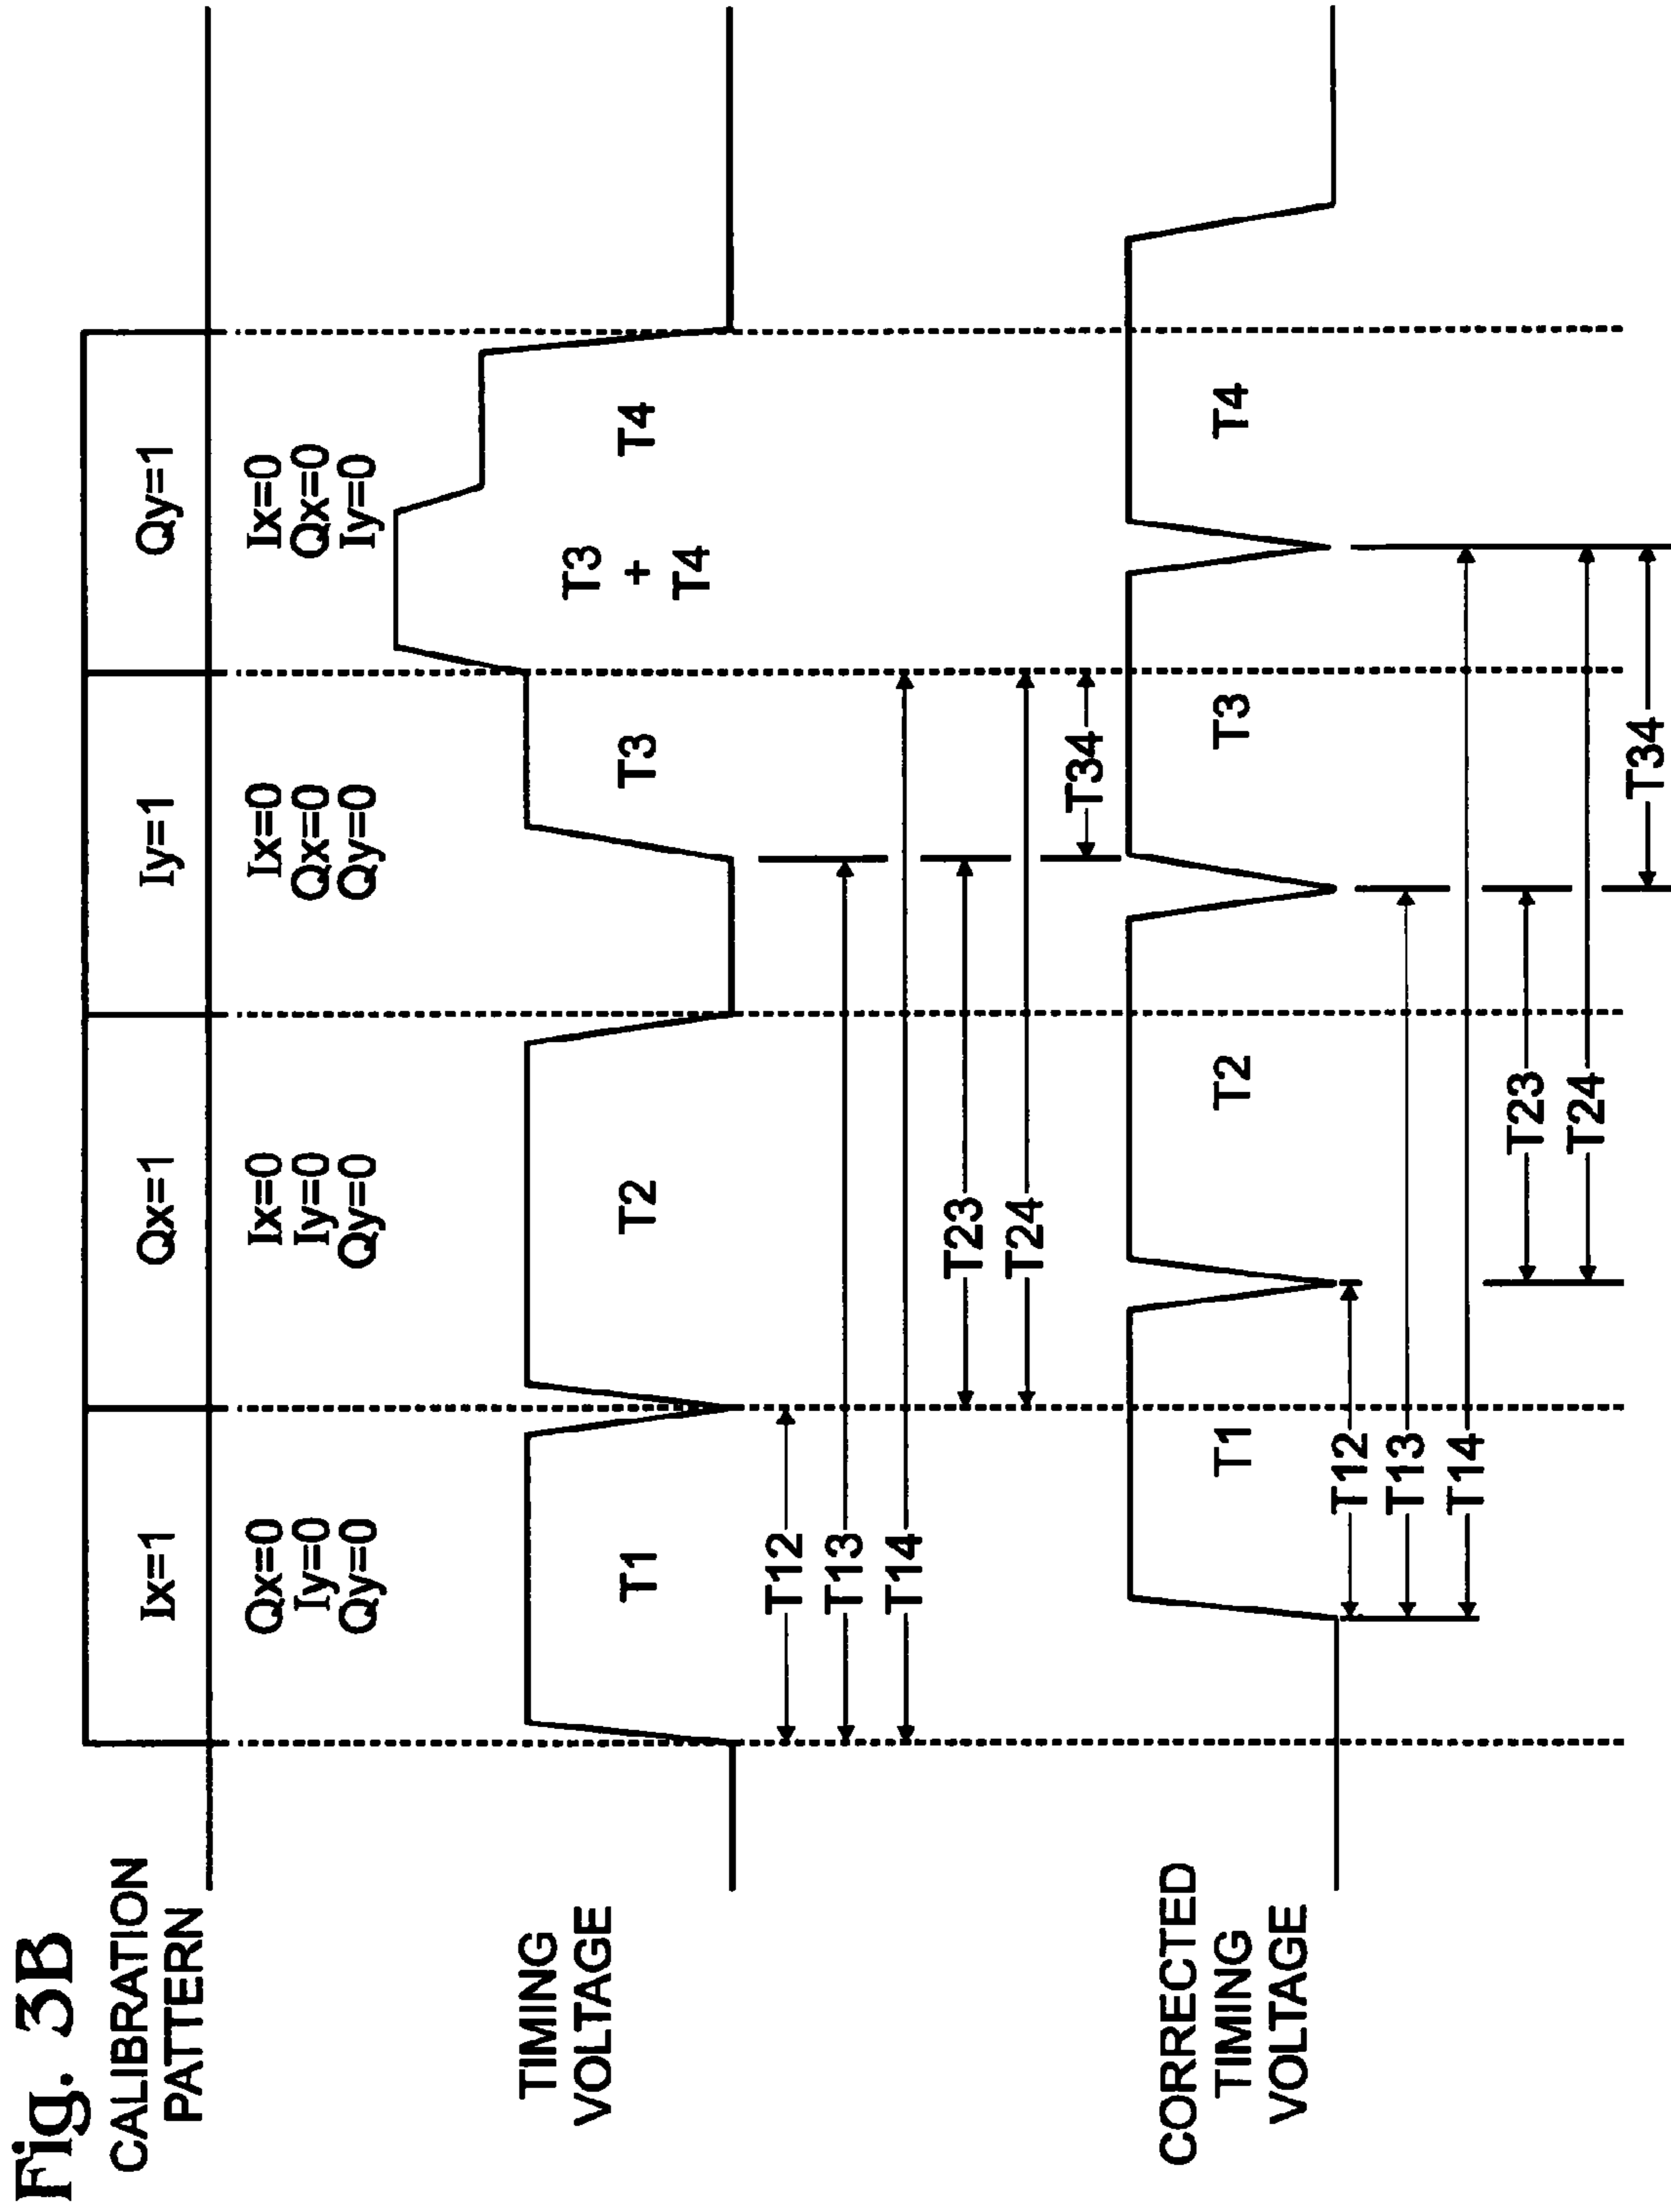 Fig. 3B
CALIBRATION
PATTERN
Ix=1
Qx=1
Iy=1
Qy=1
Qx=0
Iy=0
Qy=0
Ix=0
Iy=0
Qy=0
Ix=0
Qx=0
Qy=0
Ix=0
Qx=0
Iy=0
TIMING
VOLTAGE
T1
T2
T3
T3
+
T4
T4
T12
T13
T14
T23
T24
T34
CORRECTED
TIMING
VOLTAGE
T1
T2
T3
T4
T12
T13
T14
T23
T24
T34